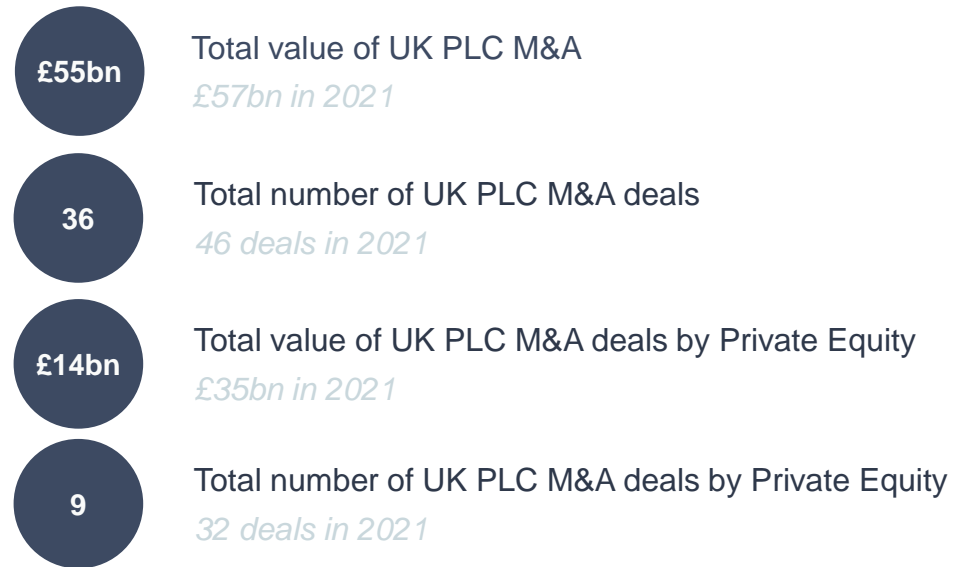 £55bn
Total value of UK PLC M&A
£57bn in 2021
36
Total number of UK PLC M&A deals
46 deals in 2021
£14bn
Total value of UK PLC M&A deals by Private Equity
£35bn in 2021
9
Total number of UK PLC M&A deals by Private Equity
32 deals in 2021